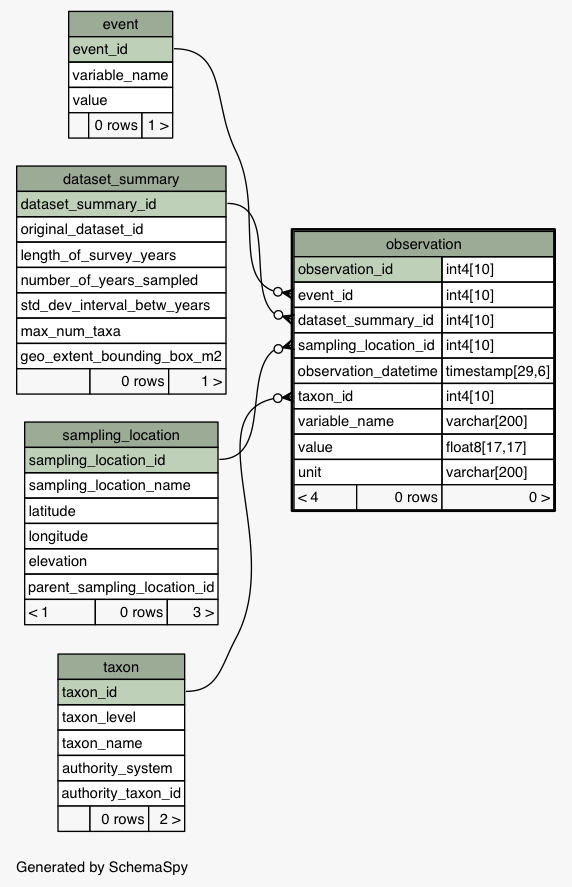 event
event_id
variable_name
value
0 rows 1 >
dataset_summary
dataset_summary_id
original_dataset_id
length_of_survey_years
number_of_years_sampled
std_dev_interval_betw_years
max_num_taxa
geo_extent_bounding_box_m2
0 rows 1 >
sampling_location
sampling_location_id
sampling_location_name
latitude
longitude
elevation
parent_sampling_location_id
< 1 0 rows 3 >
taxon
taxon_id
taxon_level
taxon_name
authority_system
authority_taxon_id
0 rows 2 >
observation
observation_id int4[10]
event_id int4[10]
dataset_summary_id int4[10]
sampling_location_id int4[10]
observation_datetime timestamp[29,6]
taxon_id int4[10]
variable_name varchar[200]
value float8[17,17]
unit varchar[200]
< 4 0 rows 0 >
Generated by SchemaSpy